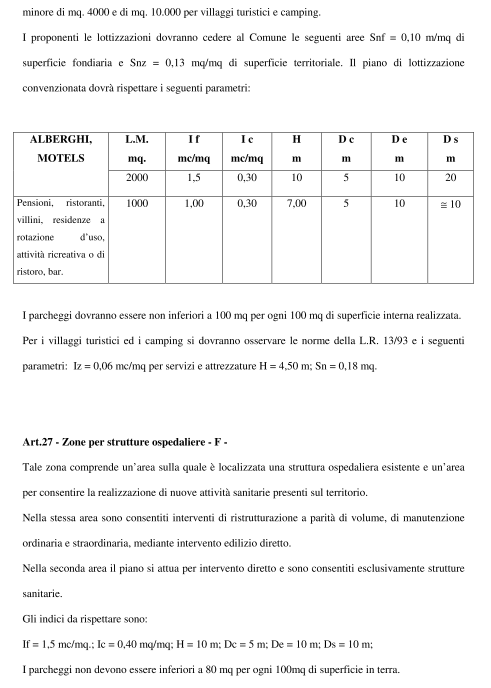 minore di mq. 4000 e di mq. 10.000 per villaggi turistici e camping.
I proponenti le lottizzazioni dovranno cedere al Comune le seguenti aree Snf = 0,10 m/mq di
superficie fondiaria e Snz = 0,13 mq/mq di superficie territoriale. Il piano di lottizzazione
convenzionata dovrà rispettare i seguenti parametri:
ALBERGHI, L.M. I f I c H D c D e D s
MOTELS mq. mc/mq mc/mq m m m m
2000 1,5 0,30 10 5 10 20
Pensioni, ristoranti, 1000 1,00 0,30 7,00 5 10 ≅ 10
villini, residenze a
rotazione d’uso,
attività ricreativa o di
ristoro, bar.
I parcheggi dovranno essere non inferiori a 100 mq per ogni 100 mq di superficie interna realizzata.
Per i villaggi turistici ed i camping si dovranno osservare le norme della L.R. 13/93 e i seguenti
parametri: Iz = 0,06 mc/mq per servizi e attrezzature H = 4,50 m; Sn = 0,18 mq.
Art.27 - Zone per strutture ospedaliere - F -
Tale zona comprende un’area sulla quale è localizzata una struttura ospedaliera esistente e un’area
per consentire la realizzazione di nuove attività sanitarie presenti sul territorio.
Nella stessa area sono consentiti interventi di ristrutturazione a parità di volume, di manutenzione
ordinaria e straordinaria, mediante intervento edilizio diretto.
Nella seconda area il piano si attua per intervento diretto e sono consentiti esclusivamente strutture
sanitarie.
Gli indici da rispettare sono:
If = 1,5 mc/mq.; Ic = 0,40 mq/mq; H = 10 m; Dc = 5 m; De = 10 m; Ds = 10 m;
I parcheggi non devono essere inferiori a 80 mq per ogni 100mq di superficie in terra.